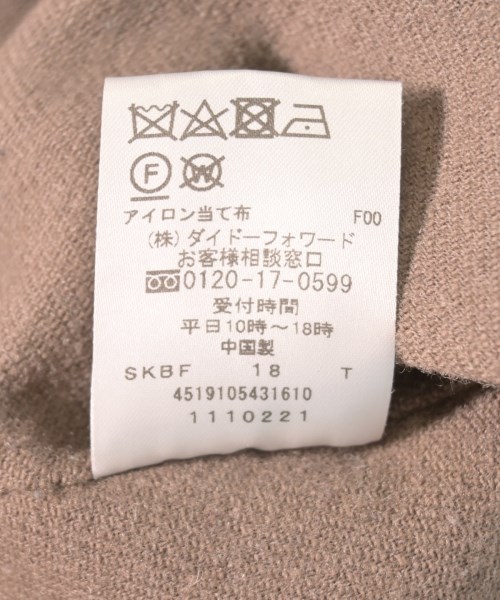 F W
アイロン当て布 F00
(株)ダイドーフォワード
お客様相談窓口
0120-17-0599
受付時間
平日10時～18時
中国製
SKBF 18 T
4519105431610
1110221